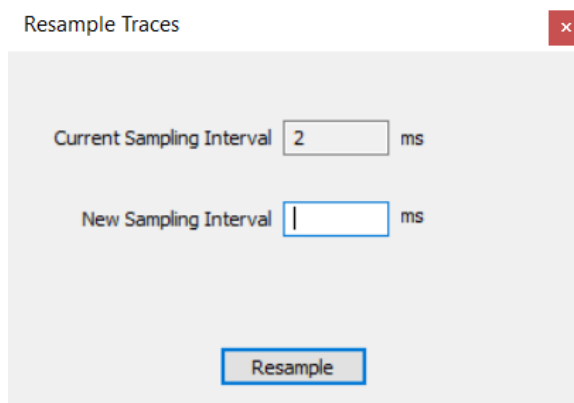 Resample Traces
Current Sampling Interval 2 ms
New Sampling Interval ms
Resample